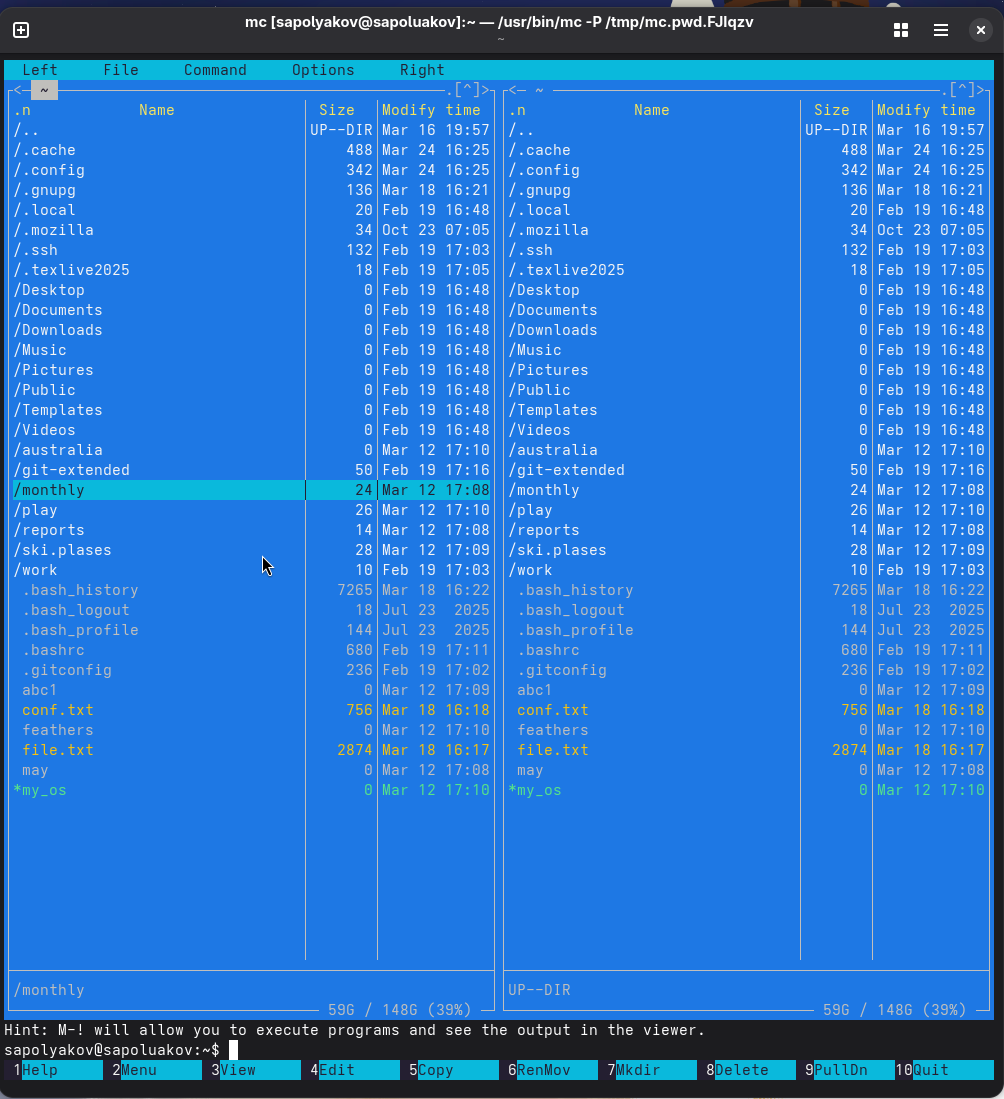 mc [sapolyakov@sapoluakov]:~ — /usr/bin/mc -P /tmp/mc.pwd.FJlqzv
~
Left File Command Options Right
<─ ~ ─.[^]>
.n Name Size Modify time
/.. UP--DIR Mar 16 19:57
/.cache 488 Mar 24 16:25
/.config 342 Mar 24 16:25
/.gnupg 136 Mar 18 16:21
/.local 20 Feb 19 16:48
/.mozilla 34 Oct 23 07:05
/.ssh 132 Feb 19 17:03
/.texlive2025 18 Feb 19 17:05
/Desktop 0 Feb 19 16:48
/Documents 0 Feb 19 16:48
/Downloads 0 Feb 19 16:48
/Music 0 Feb 19 16:48
/Pictures 0 Feb 19 16:48
/Public 0 Feb 19 16:48
/Templates 0 Feb 19 16:48
/Videos 0 Feb 19 16:48
/australia 0 Mar 12 17:10
/git-extended 50 Feb 19 17:16
/monthly 24 Mar 12 17:08
/play 26 Mar 12 17:10
/reports 14 Mar 12 17:08
/ski.plases 28 Mar 12 17:09
/work 10 Feb 19 17:03
.bash_history 7265 Mar 18 16:22
.bash_logout 18 Jul 23 2025
.bash_profile 144 Jul 23 2025
.bashrc 680 Feb 19 17:11
.gitconfig 236 Feb 19 17:02
abc1 0 Mar 12 17:09
conf.txt 756 Mar 18 16:18
feathers 0 Mar 12 17:10
file.txt 2874 Mar 18 16:17
may 0 Mar 12 17:08
*my_os 0 Mar 12 17:10
/monthly
59G / 148G (39%)
<─ ~ ─.[^]>
.n Name Size Modify time
/.. UP--DIR Mar 16 19:57
/.cache 488 Mar 24 16:25
/.config 342 Mar 24 16:25
/.gnupg 136 Mar 18 16:21
/.local 20 Feb 19 16:48
/.mozilla 34 Oct 23 07:05
/.ssh 132 Feb 19 17:03
/.texlive2025 18 Feb 19 17:05
/Desktop 0 Feb 19 16:48
/Documents 0 Feb 19 16:48
/Downloads 0 Feb 19 16:48
/Music 0 Feb 19 16:48
/Pictures 0 Feb 19 16:48
/Public 0 Feb 19 16:48
/Templates 0 Feb 19 16:48
/Videos 0 Feb 19 16:48
/australia 0 Mar 12 17:10
/git-extended 50 Feb 19 17:16
/monthly 24 Mar 12 17:08
/play 26 Mar 12 17:10
/reports 14 Mar 12 17:08
/ski.plases 28 Mar 12 17:09
/work 10 Feb 19 17:03
.bash_history 7265 Mar 18 16:22
.bash_logout 18 Jul 23 2025
.bash_profile 144 Jul 23 2025
.bashrc 680 Feb 19 17:11
.gitconfig 236 Feb 19 17:02
abc1 0 Mar 12 17:09
conf.txt 756 Mar 18 16:18
feathers 0 Mar 12 17:10
file.txt 2874 Mar 18 16:17
may 0 Mar 12 17:08
*my_os 0 Mar 12 17:10
UP--DIR
59G / 148G (39%)
Hint: M-! will allow you to execute programs and see the output in the viewer.
sapolyakov@sapoluakov:~$
1Help 2Menu 3View 4Edit 5Copy 6RenMov 7Mkdir 8Delete 9PullDn 10Quit